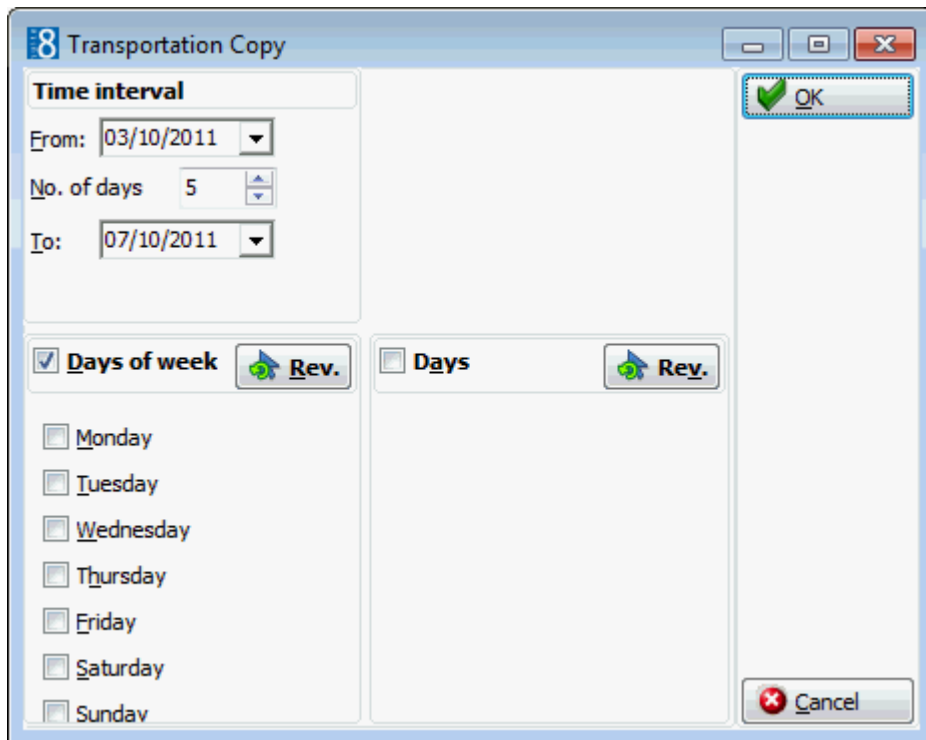 8 Transportation Copy
Time interval
OK
From: 03/10/2011
No. of days 5
To: 07/10/2011
Days of week Rev. Days Rev.
Monday
Tuesday
Wednesday
Thursday
Friday
Saturday
Sunday
Cancel